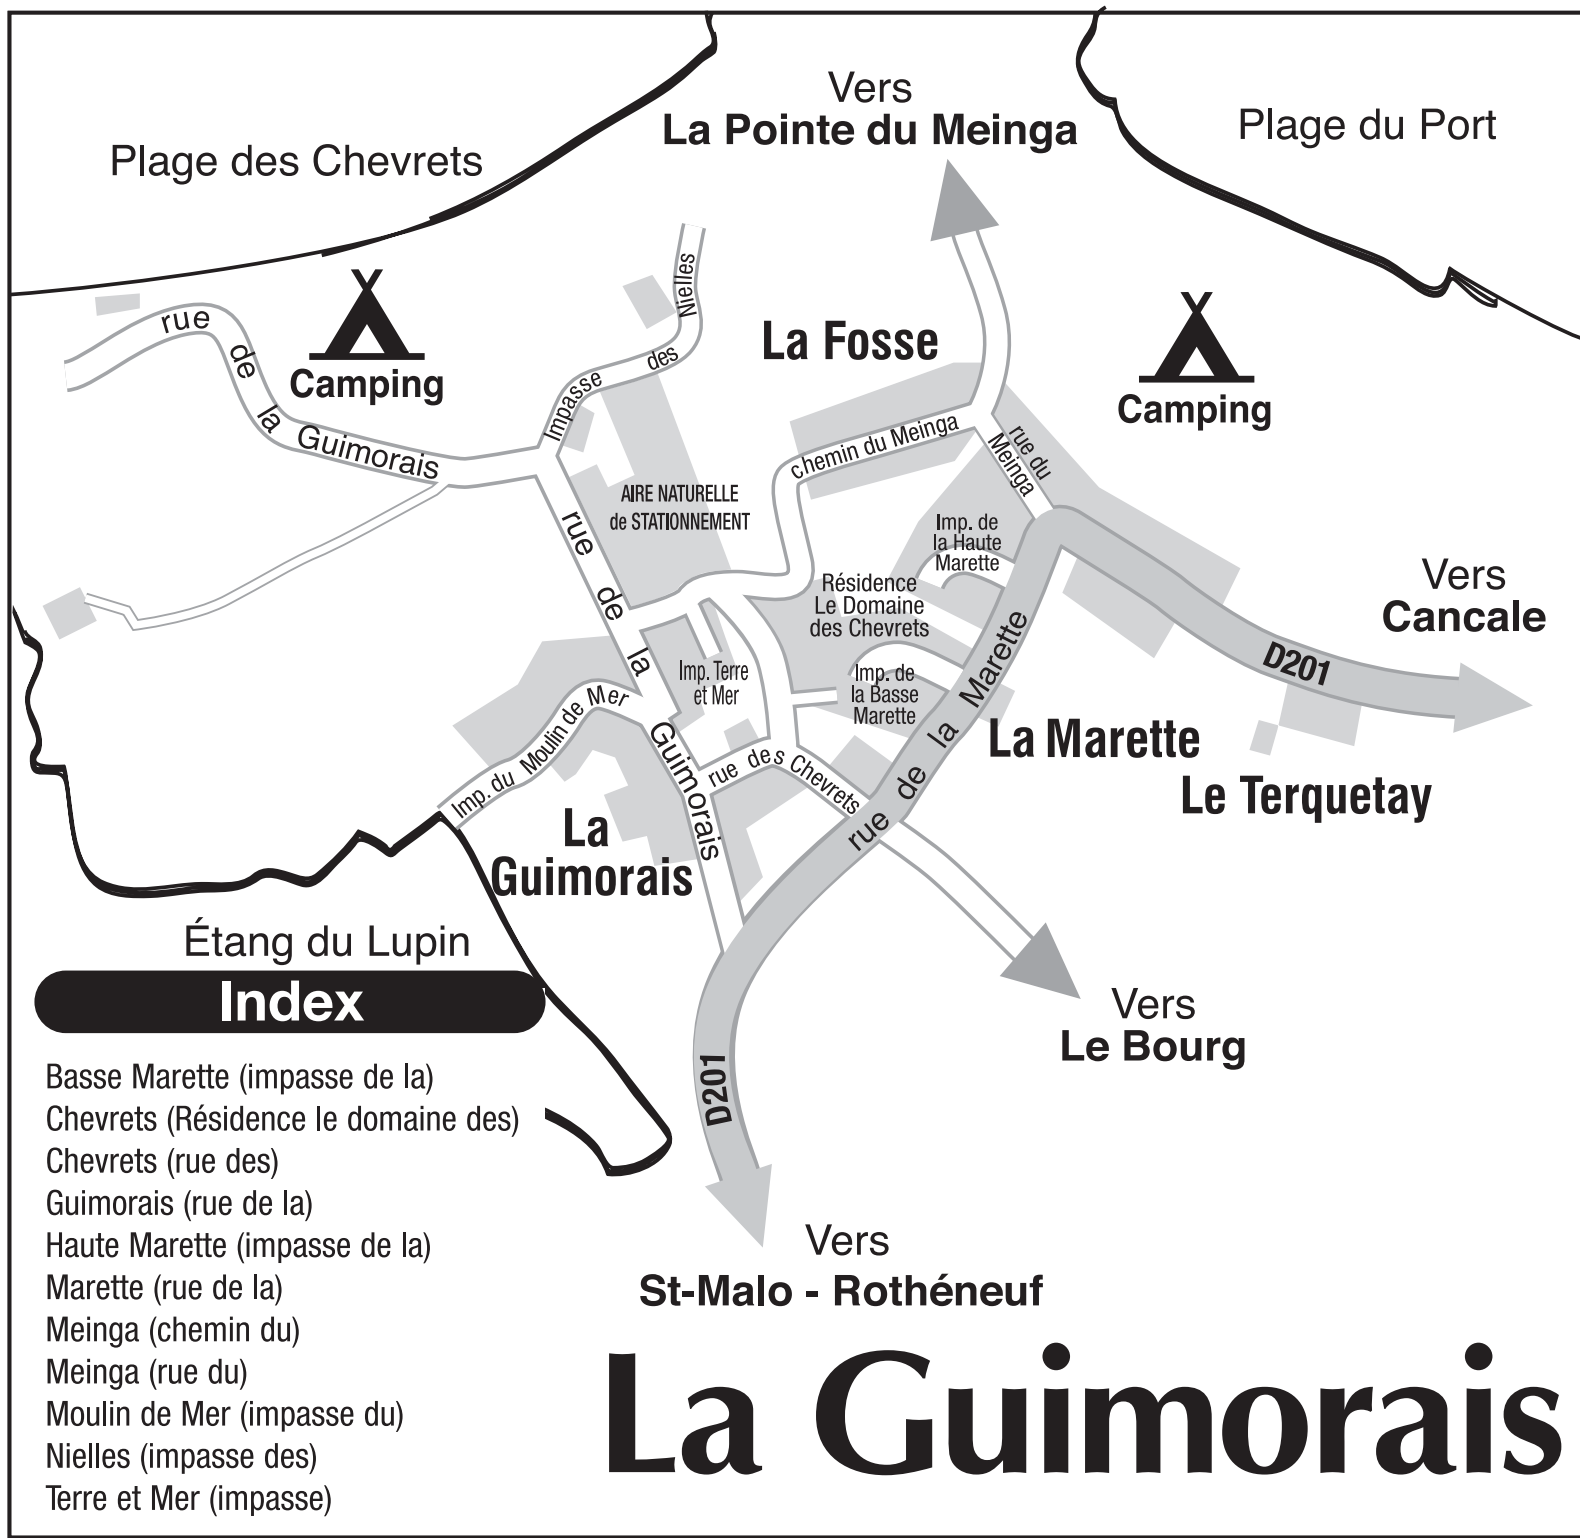 Vers
La Pointe du Meinga
Plage du Port
Plage des Chevrets
Nielles
des
Impasse
rue
de
la
Guimorais
Camping
La Fosse
Camping
chemin du Meinga
rue du
Meinga
AIRE NATURELLE
de STATIONNEMENT
Imp. de
la Haute
Marette
Résidence
Le Domaine
des Chevrets
Vers
Cancale
D201
rue
de
la
Guimorais
Imp. Terre
et Mer
Imp. de
la Basse
Marette
Imp. du Moulin de Mer
rue des Chevrets
rue de la Marette
La Marette
Le Terquetay
La
Guimorais
Étang du Lupin
Vers
Le Bourg
D201
Vers
St-Malo - Rothéneuf
Index
Basse Marette (impasse de la)
Chevrets (Résidence le domaine des)
Chevrets (rue des)
Guimorais (rue de la)
Haute Marette (impasse de la)
Marette (rue de la)
Meinga (chemin du)
Meinga (rue du)
Moulin de Mer (impasse du)
Nielles (impasse des)
Terre et Mer (impasse)
La Guimorais